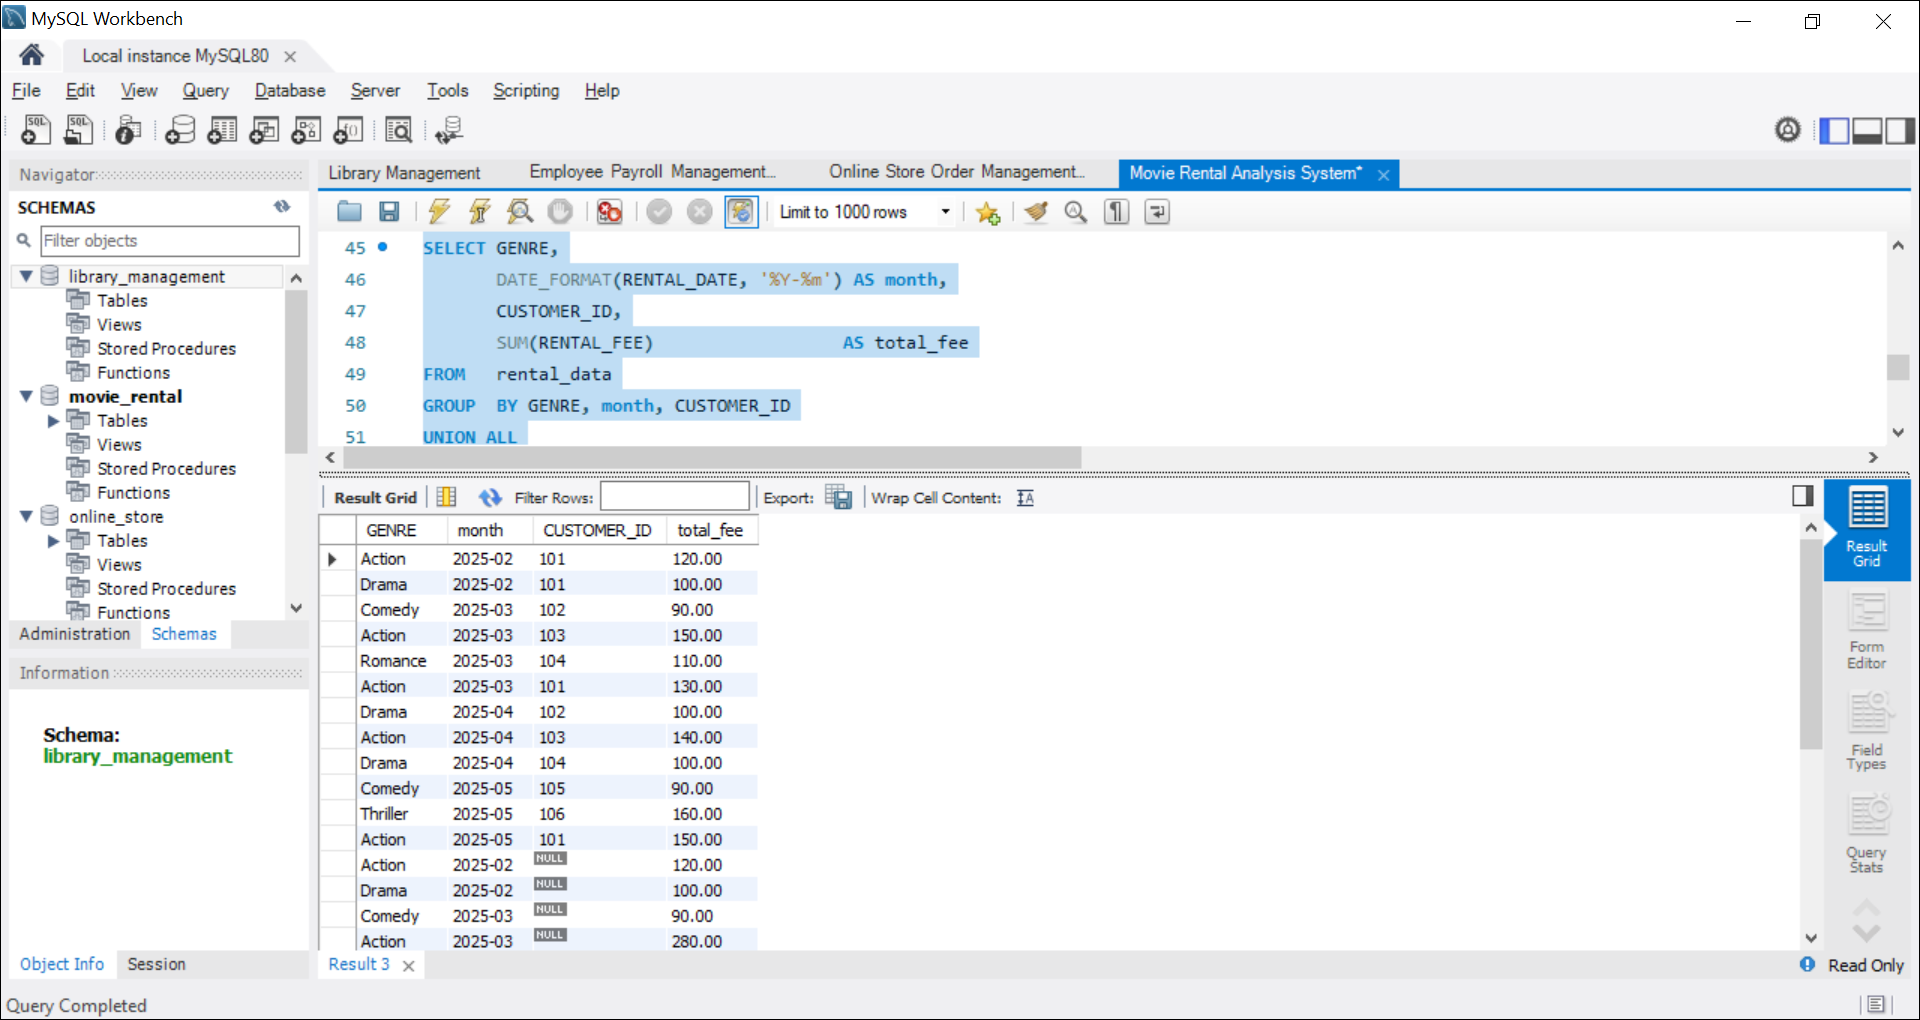 MySQL Workbench
Local instance MySQL80
File Edit View Query Database Server Tools Scripting Help
SQL SQL
Navigator
SCHEMAS
Filter objects
library_management
Tables
Views
Stored Procedures
Functions
movie_rental
Tables
Views
Stored Procedures
Functions
online_store
Tables
Views
Stored Procedures
Functions
Administration Schemas
Information
Schema:
library_management
Object Info Session
Library Management Employee Payroll Management... Online Store Order Management... Movie Rental Analysis System*
Limit to 1000 rows
45 SELECT GENRE,
46 DATE_FORMAT(RENTAL_DATE, '%Y-%m') AS month,
47 CUSTOMER_ID,
48 SUM(RENTAL_FEE) AS total_fee
49 FROM rental_data
50 GROUP BY GENRE, month, CUSTOMER_ID
51 UNION ALL
Result Grid Filter Rows: Export: Wrap Cell Content:
GENRE month CUSTOMER_ID total_fee
Action 2025-02 101 120.00
Drama 2025-02 101 100.00
Comedy 2025-03 102 90.00
Action 2025-03 103 150.00
Romance 2025-03 104 110.00
Action 2025-03 101 130.00
Drama 2025-04 102 100.00
Action 2025-04 103 140.00
Drama 2025-04 104 100.00
Comedy 2025-05 105 90.00
Thriller 2025-05 106 160.00
Action 2025-05 101 150.00
Action 2025-02 NULL 120.00
Drama 2025-02 NULL 100.00
Comedy 2025-03 NULL 90.00
Action 2025-03 NULL 280.00
Result 3
Result
Grid
Form
Editor
Field
Types
Query
Stats
Read Only
Query Completed